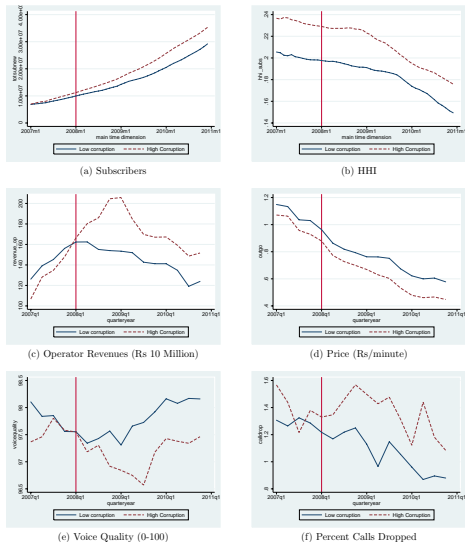 totsubnew
0 1.00e+07 2.00e+07 3.00e+07 4.00e+07
2007m1 2008m1 2009m1 2010m1 2011m1
main time dimension
Low corruption High Corruption
(a) Subscribers
hhi_subs
.14 .16 .18 .2 .22 .24
2007m1 2008m1 2009m1 2010m1 2011m1
main time dimension
Low corruption High Corruption
(b) HHI
revenue_op
100 120 140 160 180 200
2007q1 2008q1 2009q1 2010q1 2011q1
quarteryear
Low corruption High Corruption
(c) Operator Revenues (Rs 10 Million)
outgo
.4 .6 .8 1 1.2
2007q1 2008q1 2009q1 2010q1 2011q1
quarteryear
Low corruption High Corruption
(d) Price (Rs/minute)
voicequality
96.5 97 98 98.5
2007q1 2008q1 2009q1 2010q1 2011q1
quarteryear
Low corruption High Corruption
(e) Voice Quality (0-100)
calldrop
.8 1 1.2 1.4 1.6
2007q1 2008q1 2009q1 2010q1 2011q1
quarteryear
Low corruption High Corruption
(f) Percent Calls Dropped